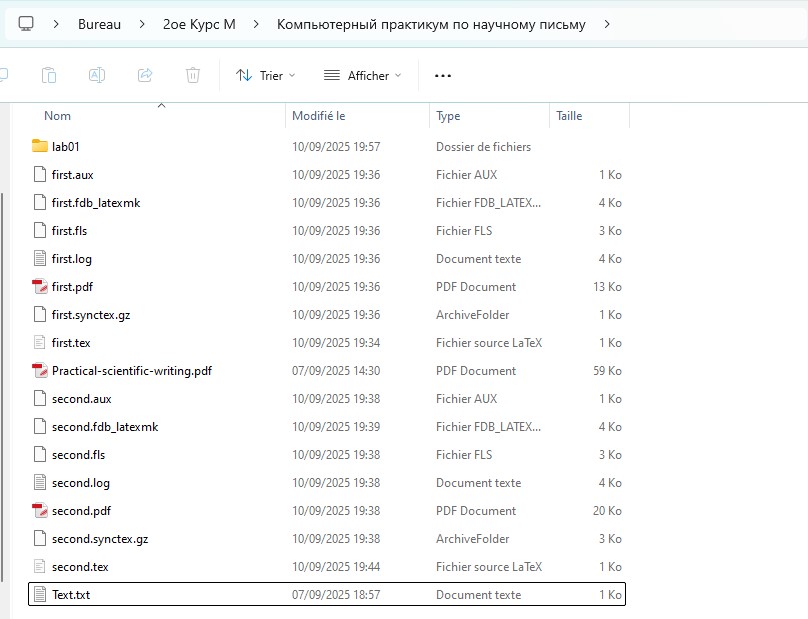 Bureau > 2ое Курс М > Компьютерный практикум по научному письму >
Trier Afficher ...
Nom Modifié le Type Taille
lab01 10/09/2025 19:57 Dossier de fichiers
first.aux 10/09/2025 19:36 Fichier AUX 1 Ko
first.fdb_latexmk 10/09/2025 19:36 Fichier FDB_LATEX... 4 Ko
first.fls 10/09/2025 19:36 Fichier FLS 3 Ko
first.log 10/09/2025 19:36 Document texte 4 Ko
first.pdf 10/09/2025 19:36 PDF Document 13 Ko
first.synctex.gz 10/09/2025 19:36 ArchiveFolder 1 Ko
first.tex 10/09/2025 19:34 Fichier source LaTeX 1 Ko
Practical-scientific-writing.pdf 07/09/2025 14:30 PDF Document 59 Ko
second.aux 10/09/2025 19:38 Fichier AUX 1 Ko
second.fdb_latexmk 10/09/2025 19:39 Fichier FDB_LATEX... 4 Ko
second.fls 10/09/2025 19:38 Fichier FLS 3 Ko
second.log 10/09/2025 19:38 Document texte 4 Ko
second.pdf 10/09/2025 19:38 PDF Document 20 Ko
second.synctex.gz 10/09/2025 19:38 ArchiveFolder 3 Ko
second.tex 10/09/2025 19:44 Fichier source LaTeX 1 Ko
Text.txt 07/09/2025 18:57 Document texte 1 Ko